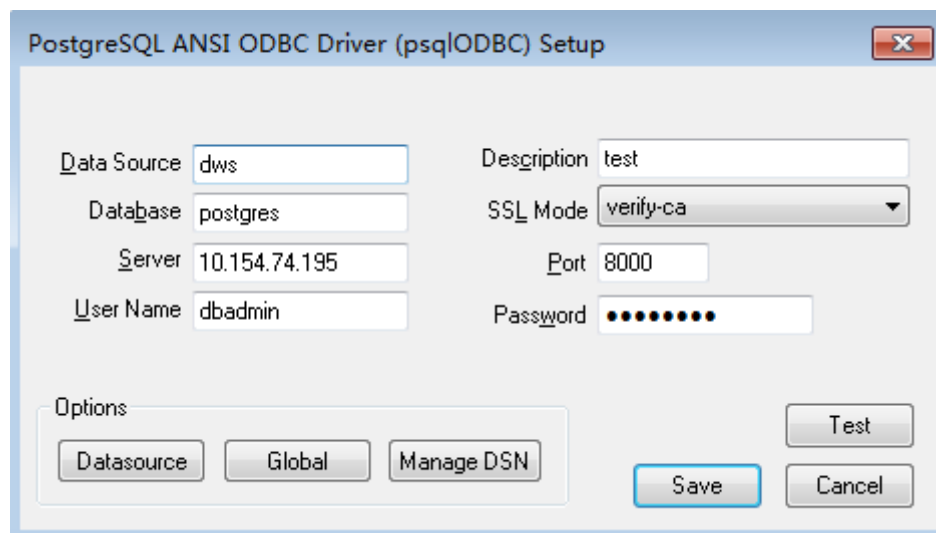 PostgreSQL ANSI ODBC Driver (psqlODBC) Setup
Data Source dws Description test
Database postgres SSL Mode verify-ca
Server 10.154.74.195 Port 8000
User Name dbadmin Password ●●●●●●●●
Options
Datasource Global Manage DSN
Test
Save Cancel